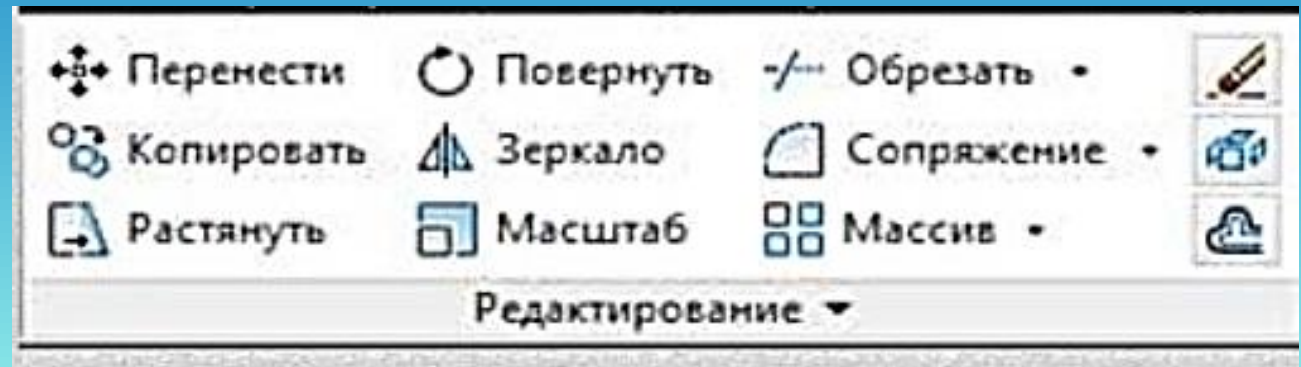 Перенести Повернуть Обрезать
Копировать Зеркало Сопряжение
Растянуть Масштаб Массив
Редактирование